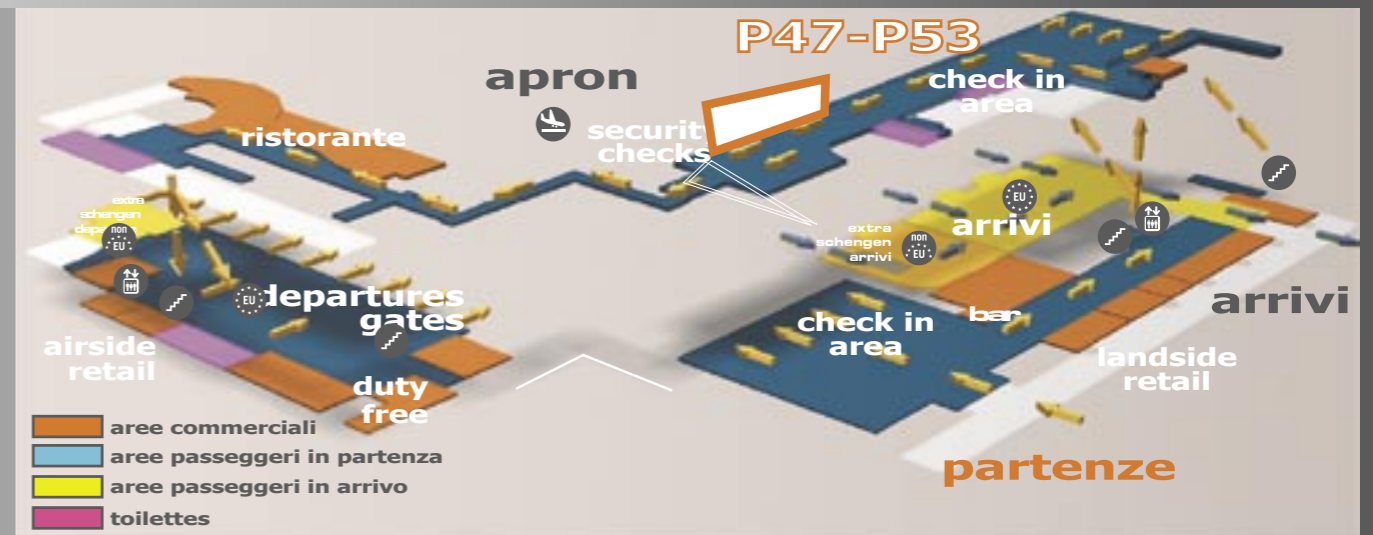 P47-P53
apron
check in
area
ristorante
securit
checks
extra
schengen
non
EU
EU
arrivi
extra
schengen
arrivi
non
EU
EU
departures
gates
arrivi
bar
check in
area
airside
retail
landside
retail
duty
free
aree commerciali
aree passeggeri in partenza
aree passeggeri in arrivo
toilettes
partenze